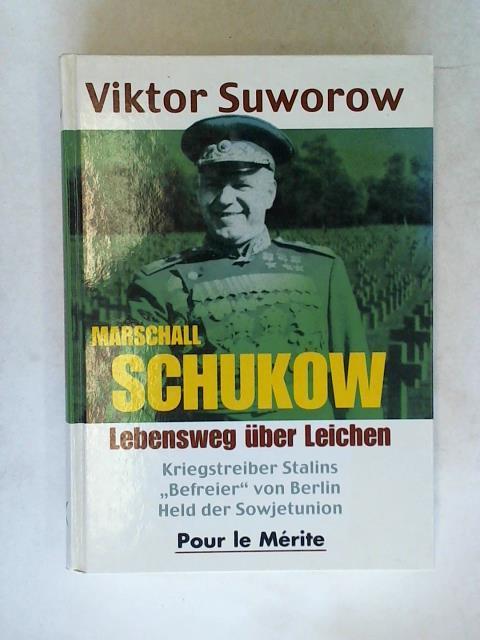 Viktor Suworow
MARSCHALL
SCHUKOW
Lebensweg über Leichen
Kriegstreiber Stalins
„Befreier“ von Berlin
Held der Sowjetunion
Pour le Mérite